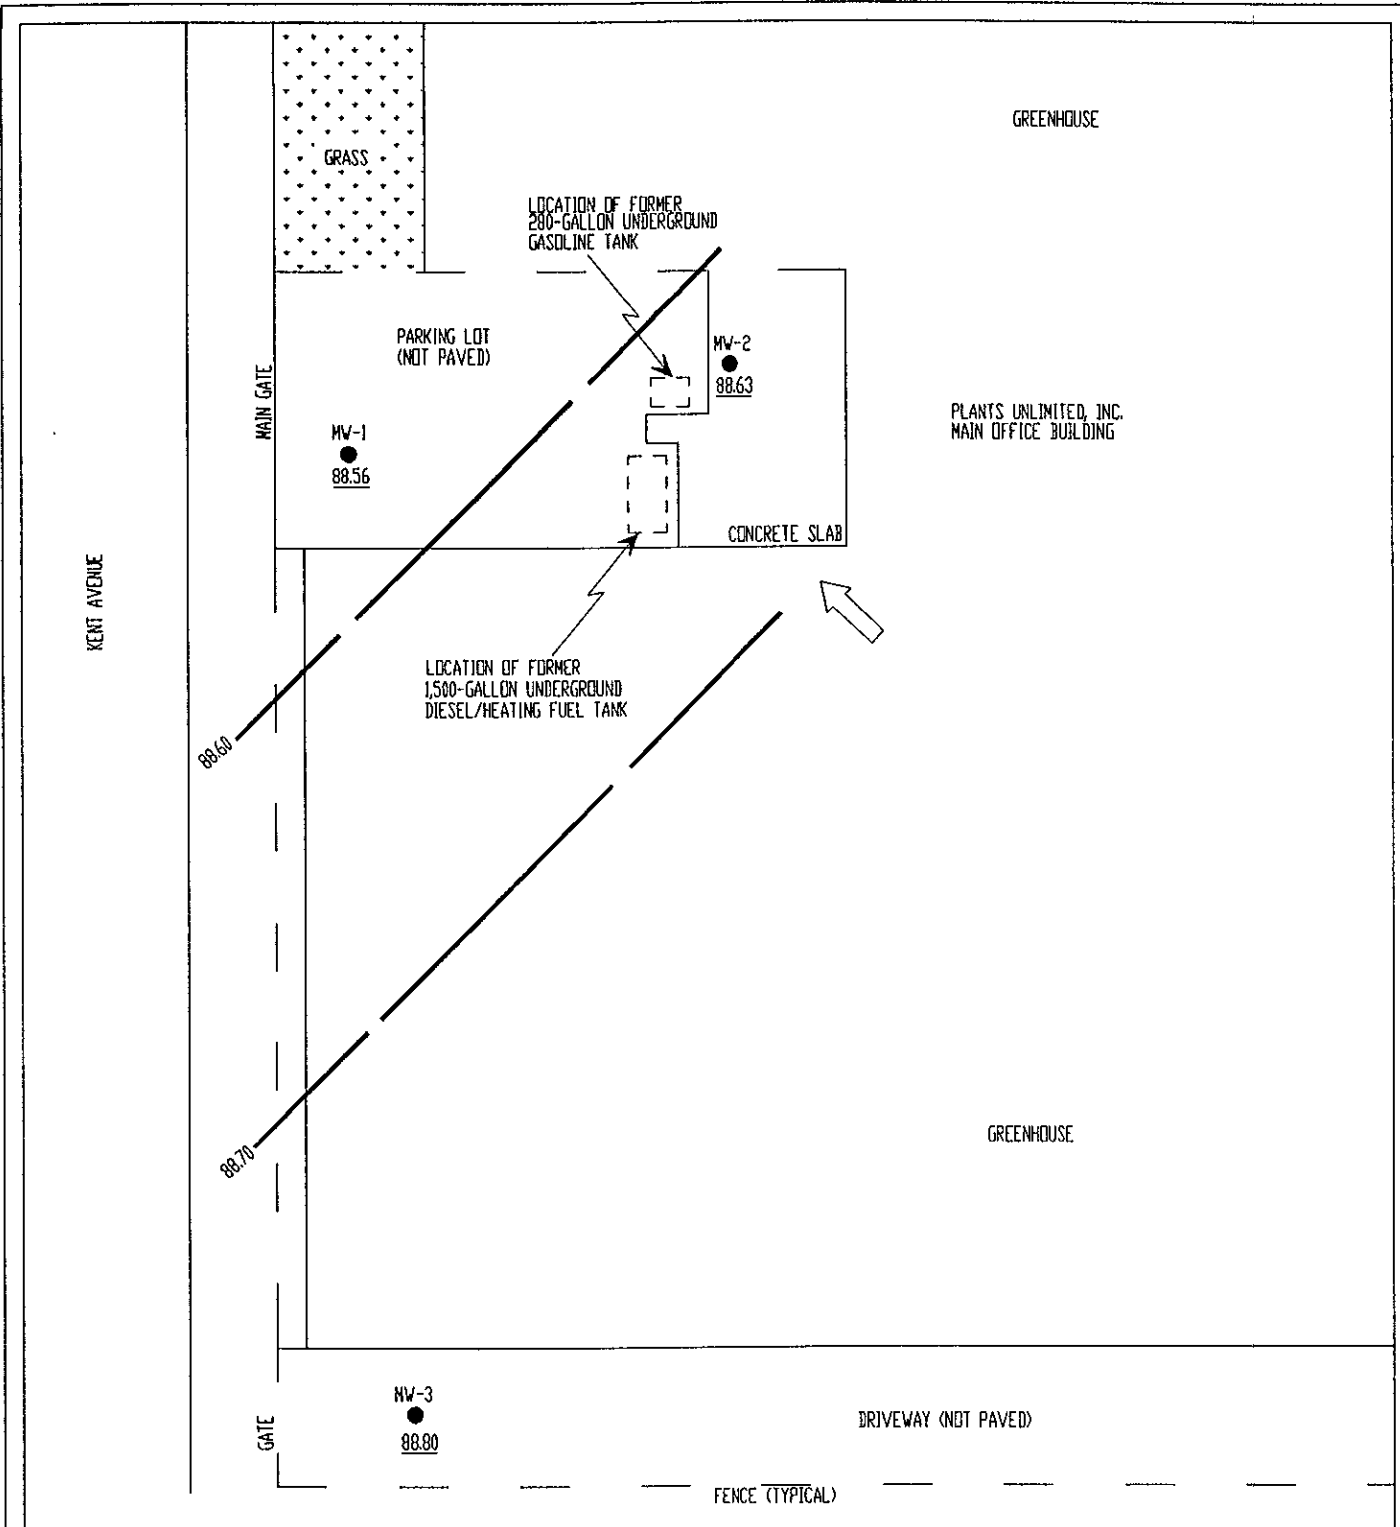 GREENHOUSE
GRASS
LOCATION OF FORMER
280-GALLON UNDERGROUND
GASOLINE TANK
PARKING LOT
(NOT PAVED)
MW-2
88.63
MAIN GATE
MW-1
88.56
PLANTS UNLIMITED, INC.
MAIN OFFICE BUILDING
CONCRETE SLAB
KENT AVENUE
LOCATION OF FORMER
1,500-GALLON UNDERGROUND
DIESEL/HEATING FUEL TANK
88.60
GREENHOUSE
88.70
MW-3
88.80
GATE
DRIVEWAY (NOT PAVED)
FENCE (TYPICAL)